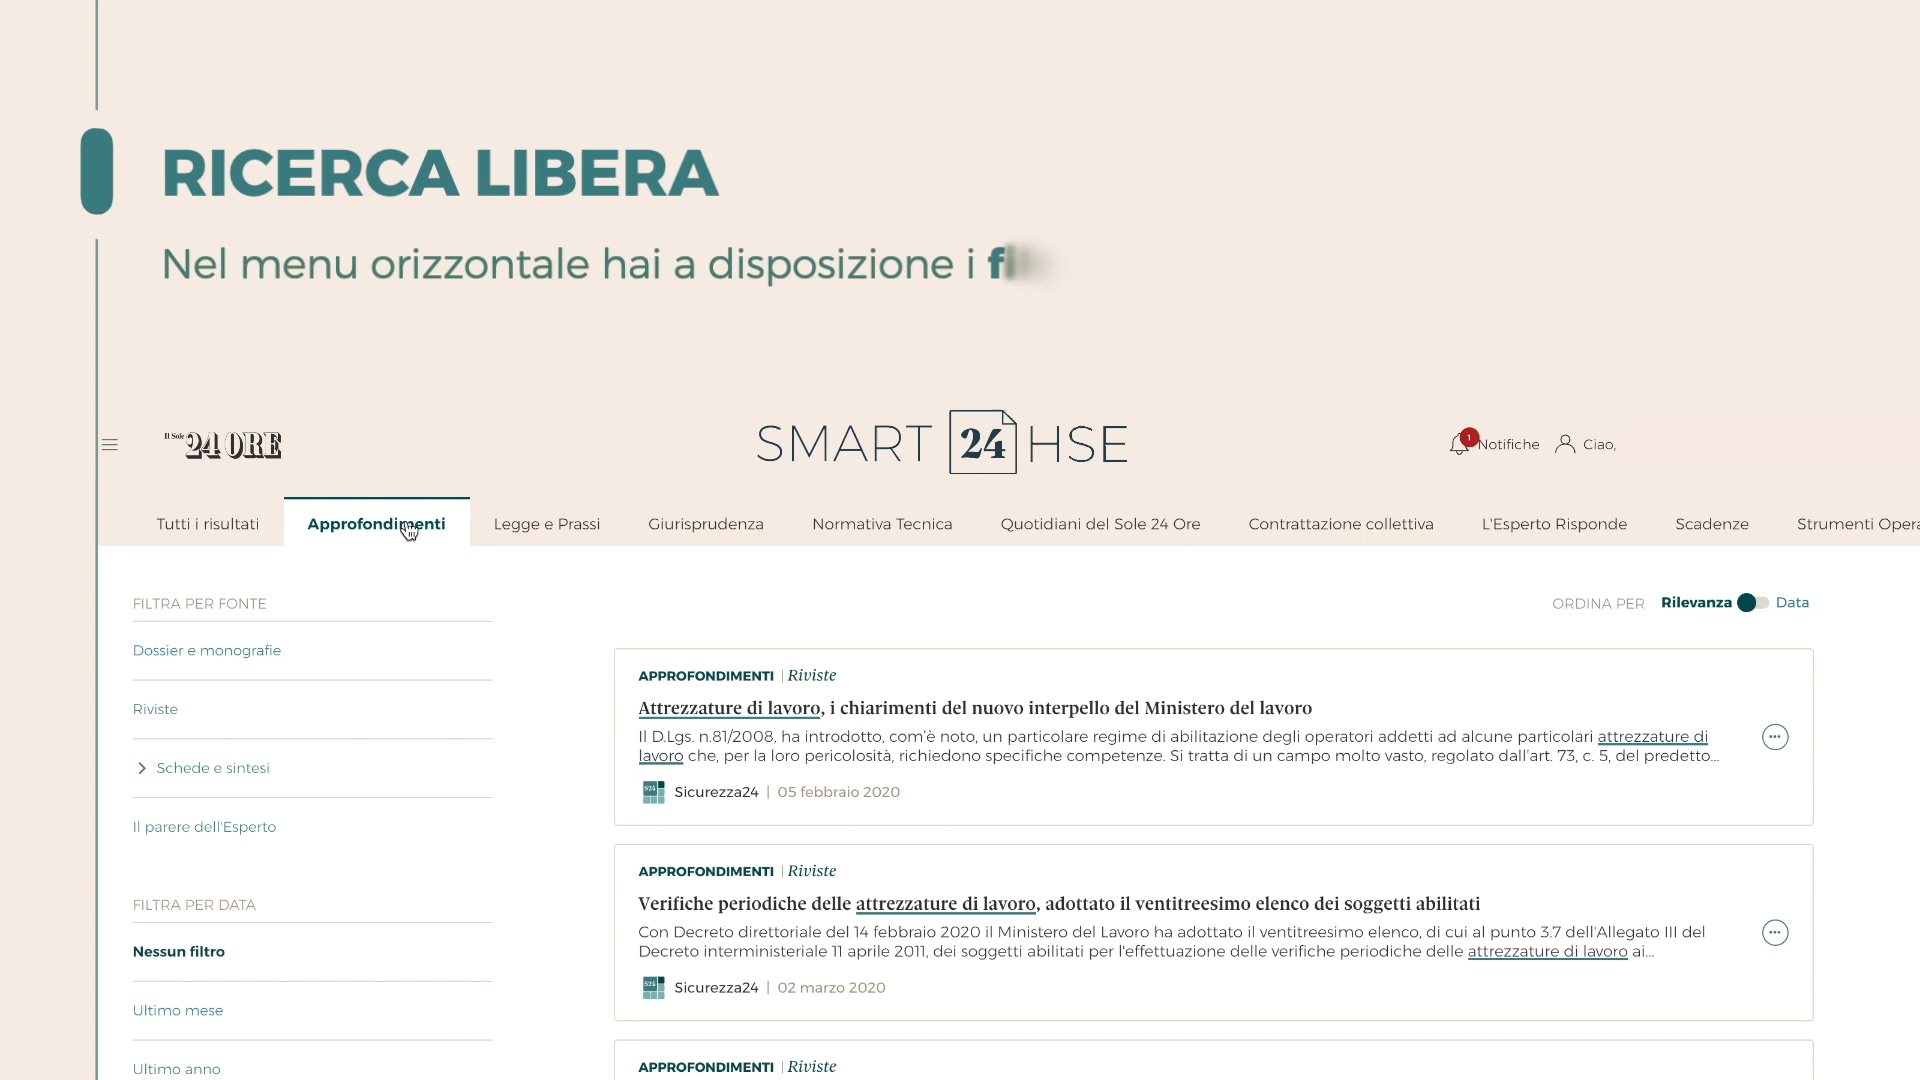 RICERCA LIBERA
Nel menu orizzontale hai a disposizione i
Il Sole 24 ORE
SMART 24 HSE
1
Notifiche
Ciao,
Tutti i risultati
Approfondimenti
Legge e Prassi
Giurisprudenza
Normativa Tecnica
Quotidiani del Sole 24 Ore
Contrattazione collettiva
L'Esperto Risponde
Scadenze
Strumenti Opera
FILTRA PER FONTE
Dossier e monografie
Riviste
Schede e sintesi
Il parere dell'Esperto
FILTRA PER DATA
Nessun filtro
Ultimo mese
Ultimo anno
ORDINA PER Rilevanza Data
APPROFONDIMENTI | Riviste
Attrezzature di lavoro, i chiarimenti del nuovo interpello del Ministero del lavoro
Il D.Lgs. n.81/2008, ha introdotto, com'è noto, un particolare regime di abilitazione degli operatori addetti ad alcune particolari attrezzature di
lavoro che, per la loro pericolosità, richiedono specifiche competenze. Si tratta di un campo molto vasto, regolato dall'art. 73, c. 5, del predetto...
S24 Sicurezza24 | 05 febbraio 2020
APPROFONDIMENTI | Riviste
Verifiche periodiche delle attrezzature di lavoro, adottato il ventitreesimo elenco dei soggetti abilitati
Con Decreto direttoriale del 14 febbraio 2020 il Ministero del Lavoro ha adottato il ventitreesimo elenco, di cui al punto 3.7 dell'Allegato III del
Decreto interministeriale 11 aprile 2011, dei soggetti abilitati per l'effettuazione delle verifiche periodiche delle attrezzature di lavoro ai...
S24 Sicurezza24 | 02 marzo 2020
APPROFONDIMENTI | Riviste